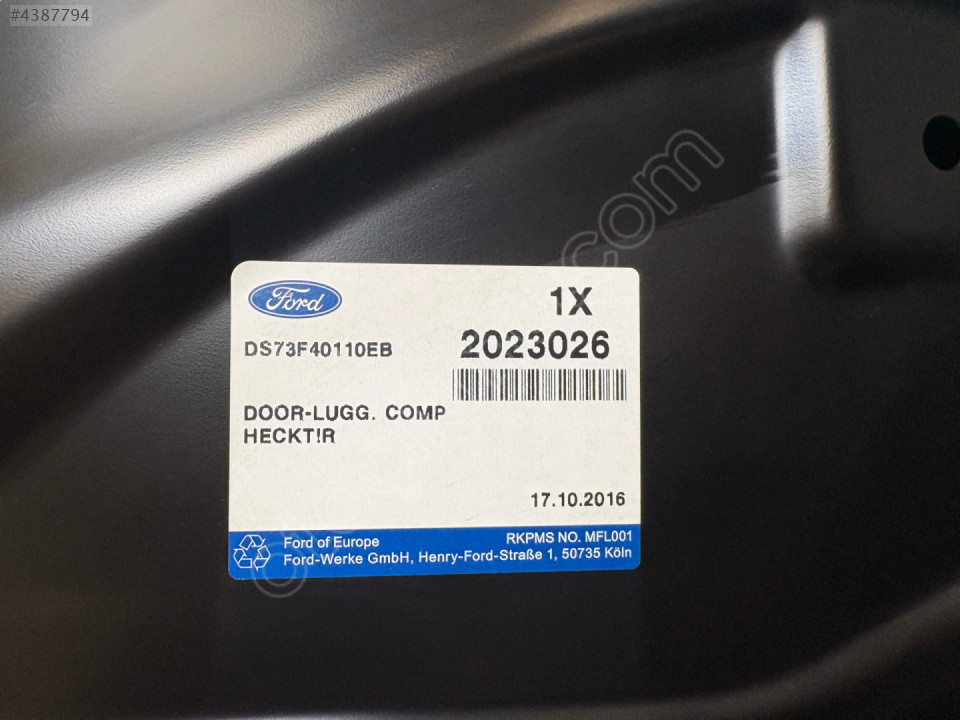 #4387794
Ford
1X
DS73F40110EB
2023026
DOOR-LUGG. COMP
HECKT!R
17.10.2016
Ford of Europe
RKPMS NO. MFL001
Ford-Werke GmbH, Henry-Ford-Straße 1, 50735 Köln